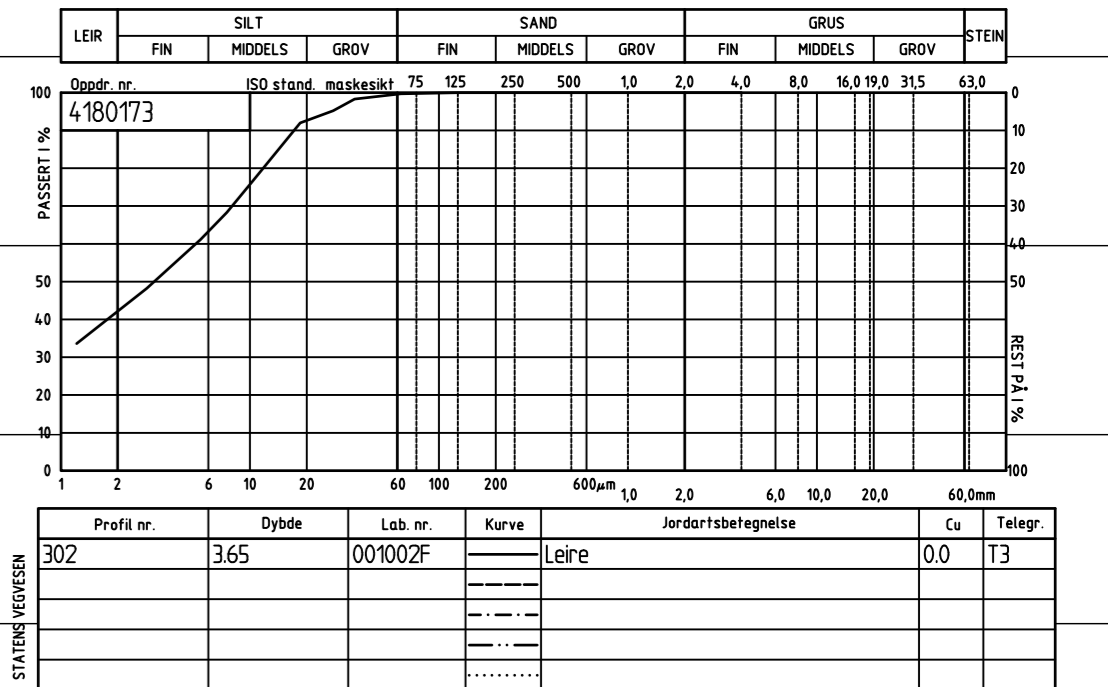 LEIR SILT SAND GRUS STEIN
FIN MIDDELS GROV FIN MIDDELS GROV FIN MIDDELS GROV
Oppdr. nr. ISO stand. maskesikt 75 125 250 500 1,0 2,0 4,0 8,0 16,0 19,0 31,5 63,0
4180173
PASSERT I %
100
50
40
30
20
10
0
0
10
20
30
40
50
100
REST PÅ I %
1 2 6 10 20 60 100 200 600µm 1,0 2,0 6,0 10,0 20,0 60,0mm
Profil nr. Dybde Lab. nr. Kurve Jordartsbetegnelse Cu Telegr.
302 3.65 001002F Leire 0.0 T3
STATENS VEGVESEN